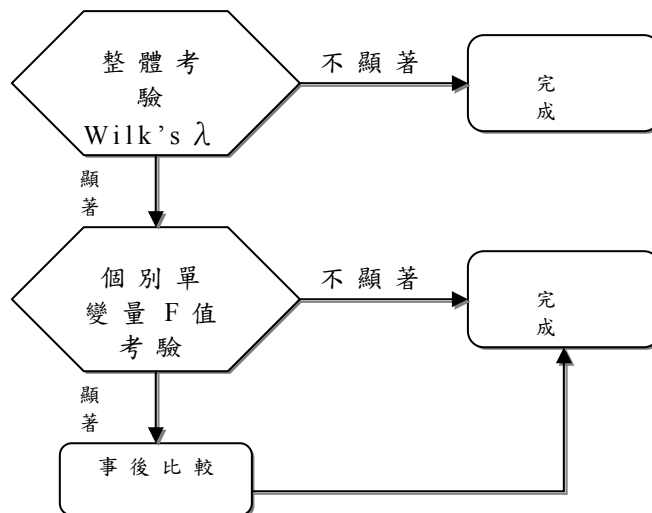 整體考
驗
Wilk's λ
不顯著
完
成
顯
著
個別單
變量 F 值
考驗
不顯著
完
成
顯
著
事後比較